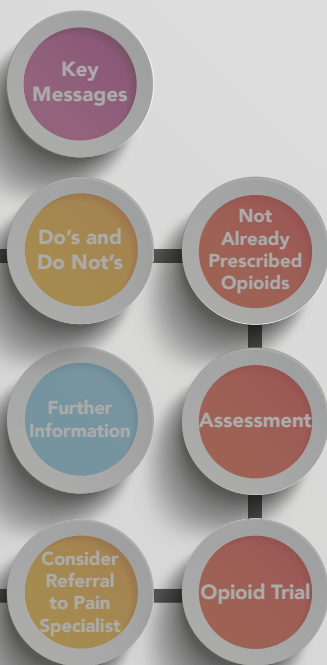 Key
Messages
Do's and
Do Not's
Not
Already
Prescribed
Opioids
Further
Information
Assessment
Consider
Referral
to Pain
Specialist
Opioid Trial